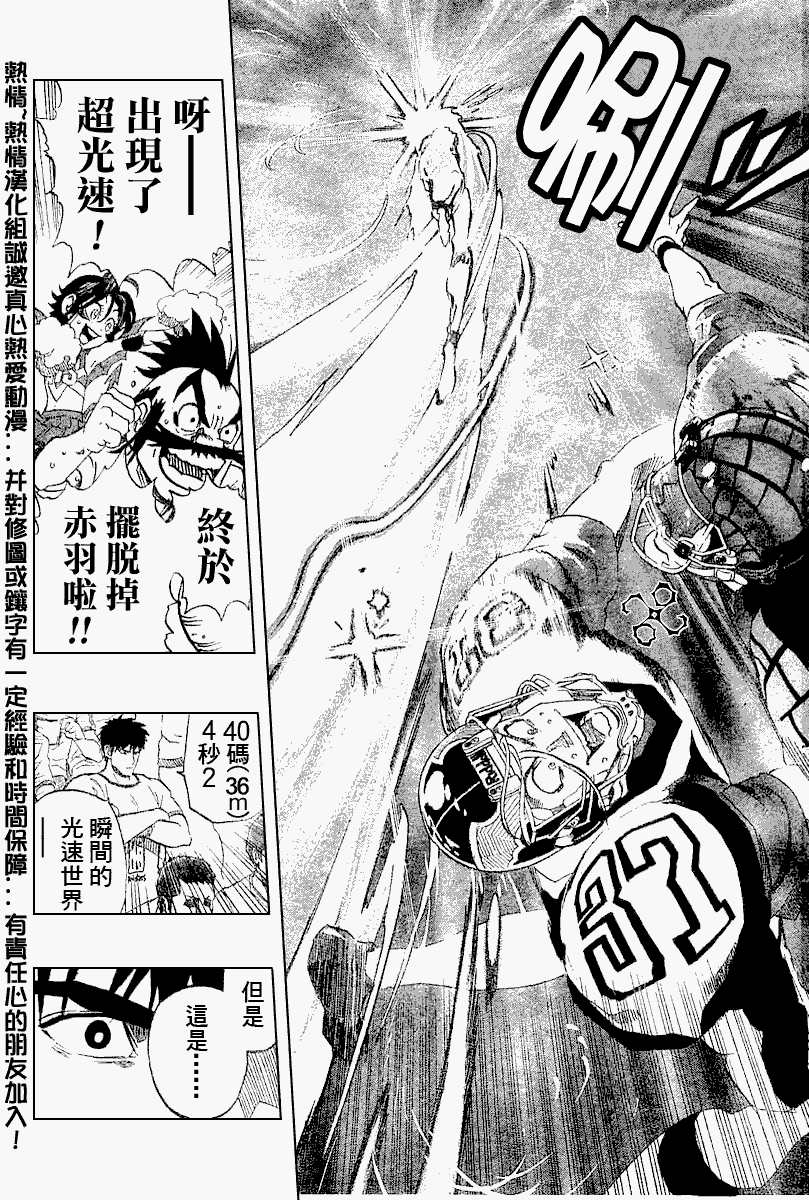 唰
呀——
出現了
超光速！
終於
擺脫掉
赤羽啦!!
40碼(36m)
4秒2
瞬間的
光速世界
——
但是
這是……
37
熱情~熱情漢化組誠邀真心熱愛動漫...并對修圖或鑲字有一定經驗和時間保障...有責任心的朋友加入！